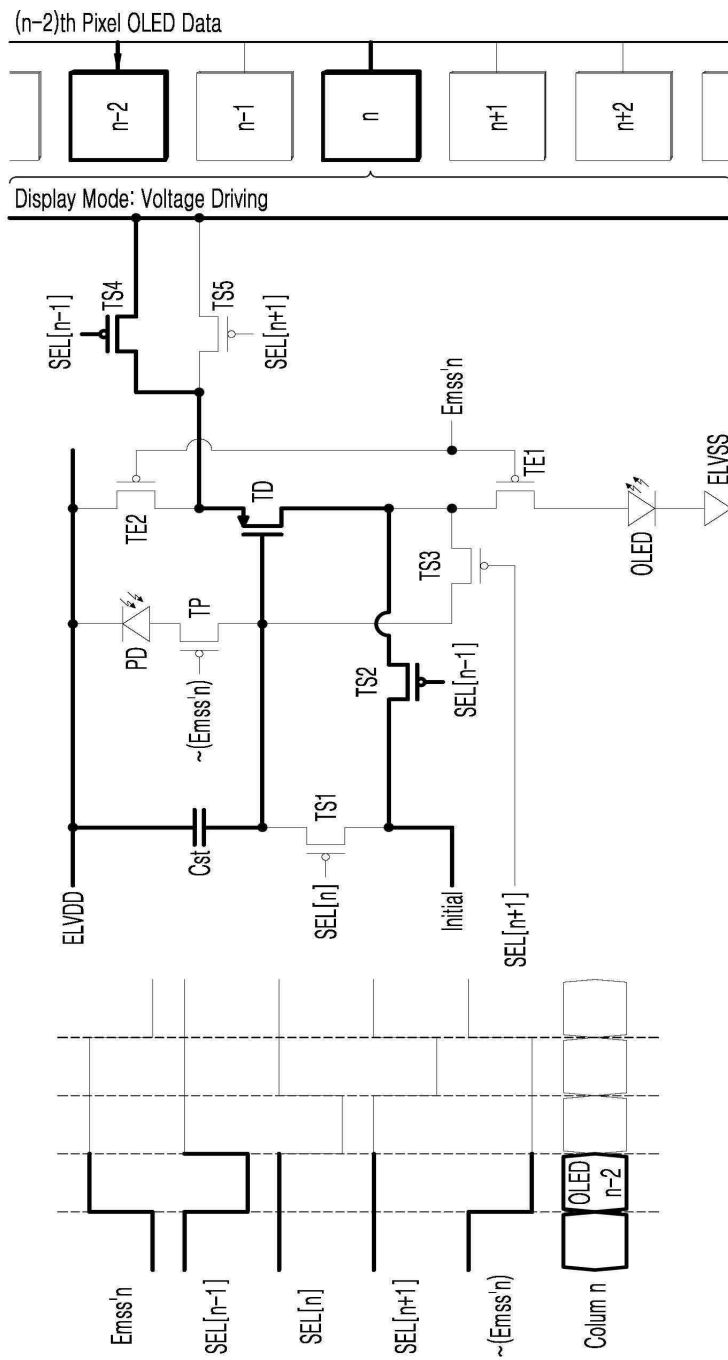 (n-2)th Pixel OLED Data
n-2
n-1
n
n+1
n+2
Display Mode: Voltage Driving
SEL[n-1]
TS4
TS5
SEL[n+1]
Emss'n
TE2
TD
TE1
ELVSS
OLED
PD
TP
~(Emss'n)
TS3
TS2
SEL[n-1]
ELVDD
Cst
TS1
SEL[n]
Initial
SEL[n+1]
Emss'n
SEL[n-1]
SEL[n]
SEL[n+1]
~(Emss'n)
Colum n
OLED
n-2